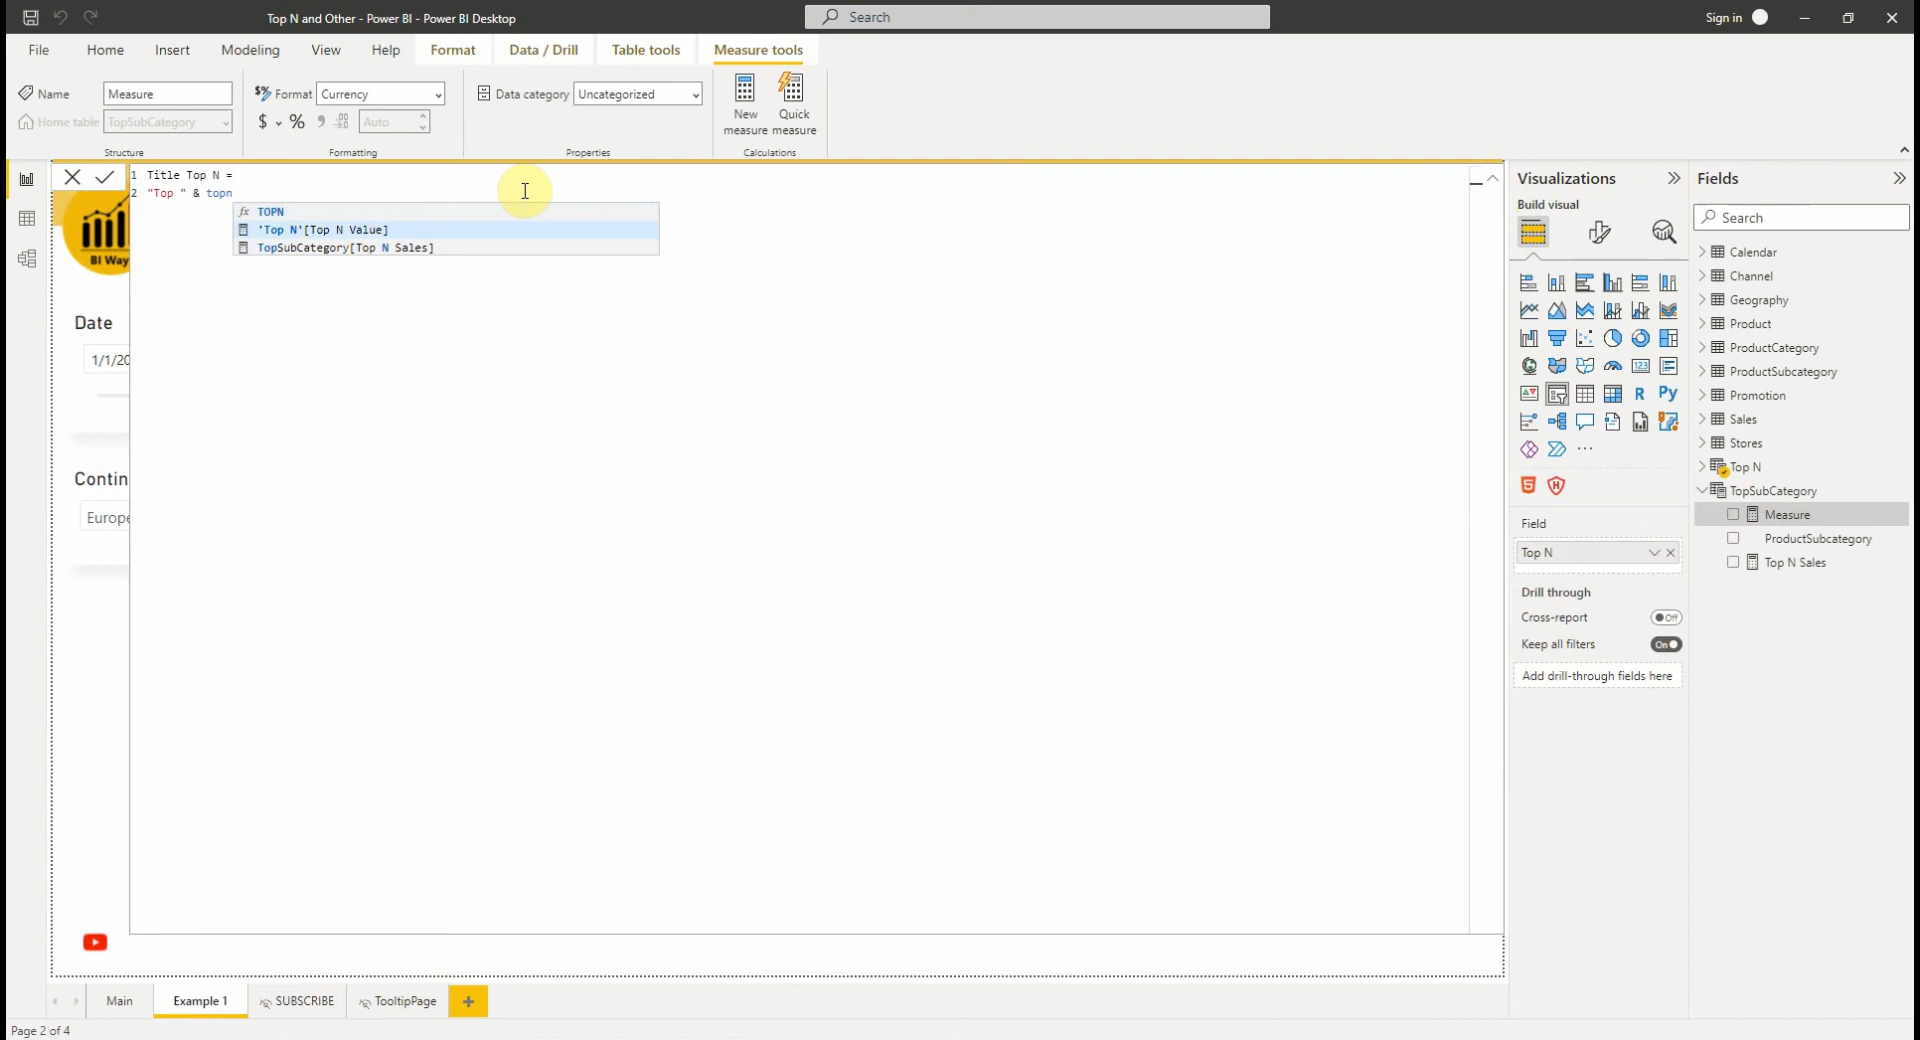 Top N and Other - Power BI - Power BI Desktop
Search
Sign in
File
Home
Insert
Modeling
View
Help
Format
Data / Drill
Table tools
Measure tools
Name
Measure
Home table
TopSubCategory
Structure
Format
Currency
$
%
Auto
Formatting
Data category
Uncategorized
Properties
New
measure
Quick
measure
Calculations
1 Title Top N =
2 "Top " & topn
fx TOPN
'Top N'[Top N Value]
TopSubCategory[Top N Sales]
BI Way
Date
1/1/20
Contin
Europe
Visualizations
Build visual
123
R
Py
Field
Top N
Drill through
Cross-report
Off
Keep all filters
On
Add drill-through fields here
Fields
Search
Calendar
Channel
Geography
Product
ProductCategory
ProductSubcategory
Promotion
Sales
Stores
Top N
TopSubCategory
Measure
ProductSubcategory
Top N Sales
Main
Example 1
SUBSCRIBE
TooltipPage
+
Page 2 of 4